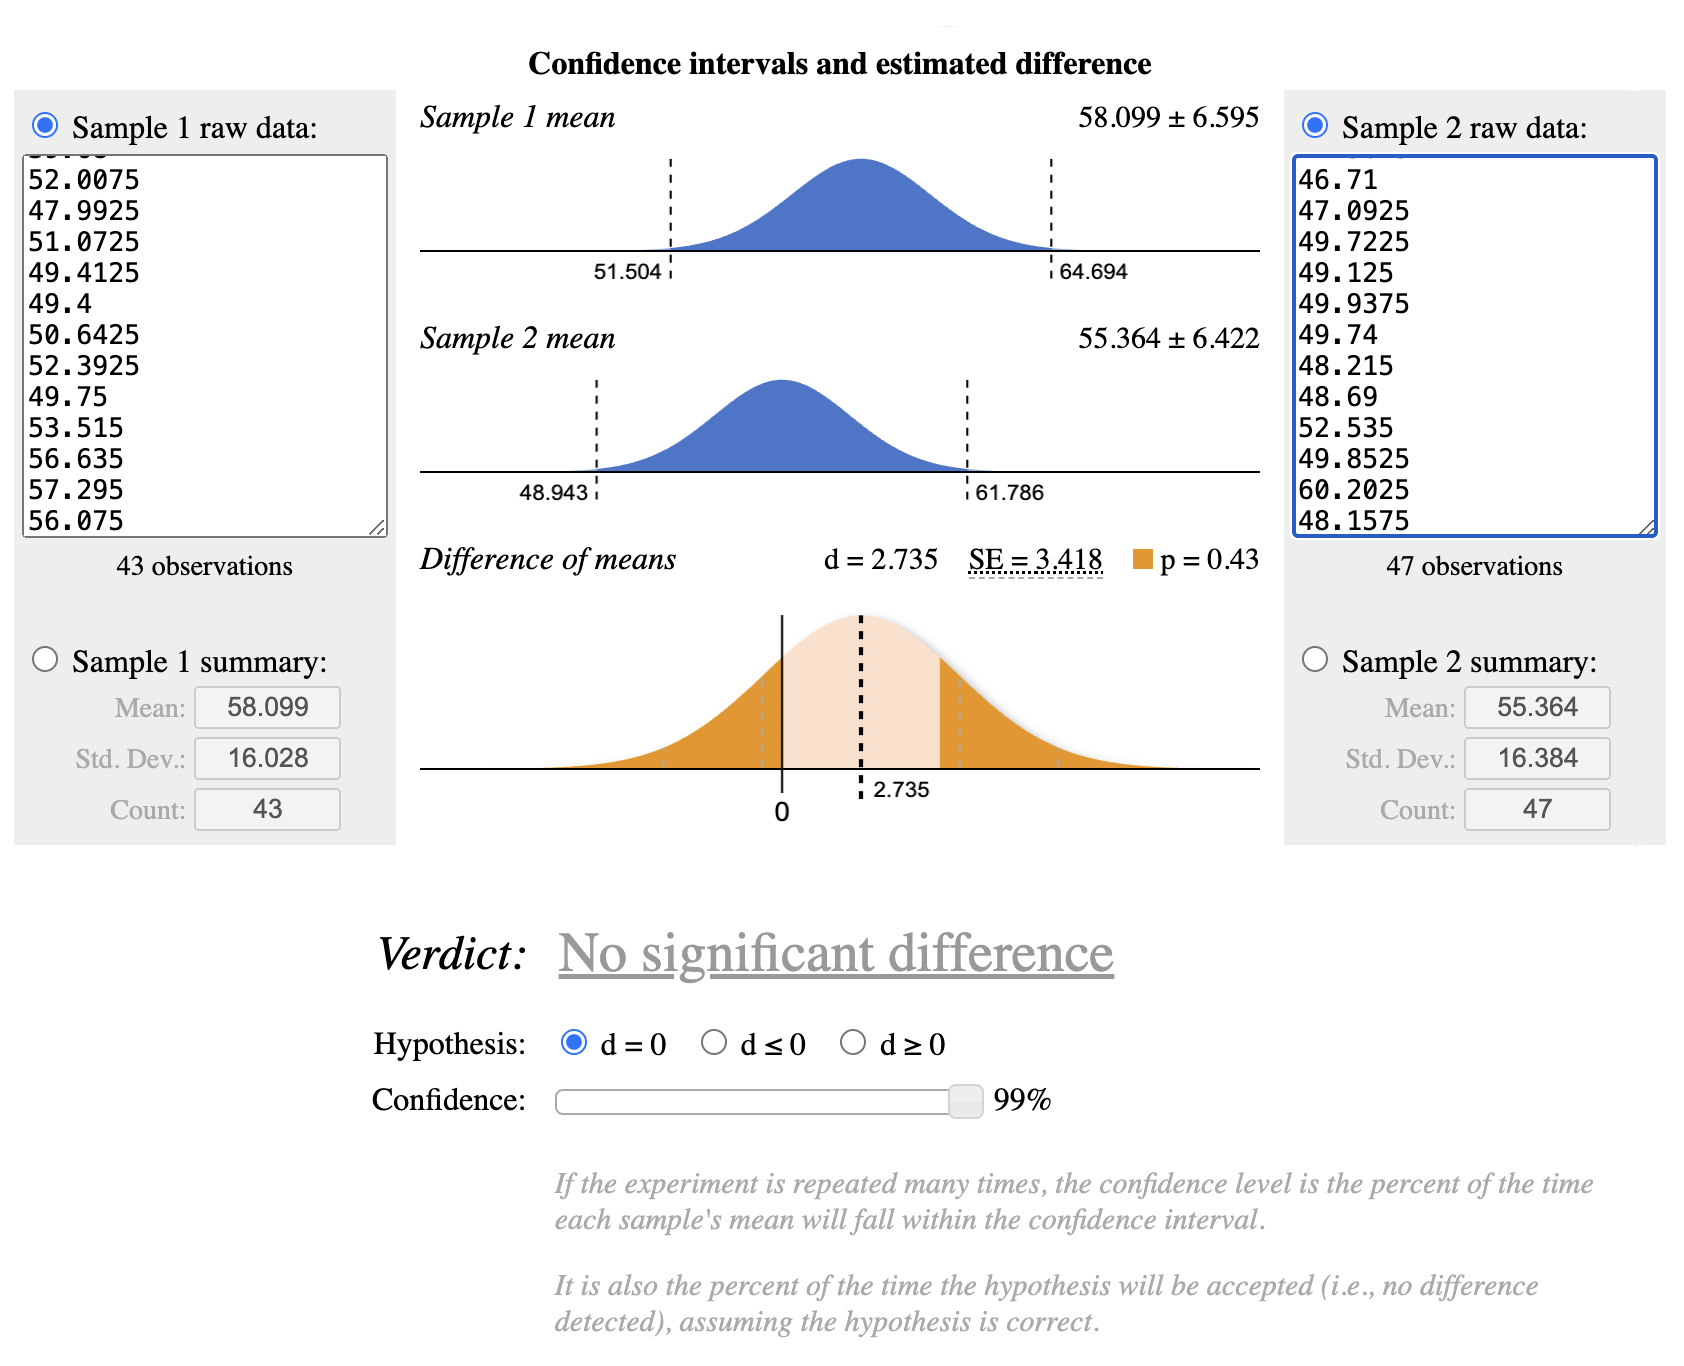 Confidence intervals and estimated difference
Sample 1 raw data:
52.0075
47.9925
51.0725
49.4125
49.4
50.6425
52.3925
49.75
53.515
56.635
57.295
56.075
43 observations
Sample 1 summary:
Mean: 58.099
Std. Dev.: 16.028
Count: 43
Sample 1 mean 58.099 ± 6.595
51.504 64.694
Sample 2 mean 55.364 ± 6.422
48.943 61.786
Difference of means d = 2.735 SE = 3.418 p = 0.43
2.735
0
Sample 2 raw data:
46.71
47.0925
49.7225
49.125
49.9375
49.74
48.215
48.69
52.535
49.8525
60.2025
48.1575
47 observations
Sample 2 summary:
Mean: 55.364
Std. Dev.: 16.384
Count: 47
Verdict: No significant difference
Hypothesis: d = 0 d ≤ 0 d ≥ 0
Confidence: 99%
If the experiment is repeated many times, the confidence level is the percent of the time
each sample's mean will fall within the confidence interval.
It is also the percent of the time the hypothesis will be accepted (i.e., no difference
detected), assuming the hypothesis is correct.